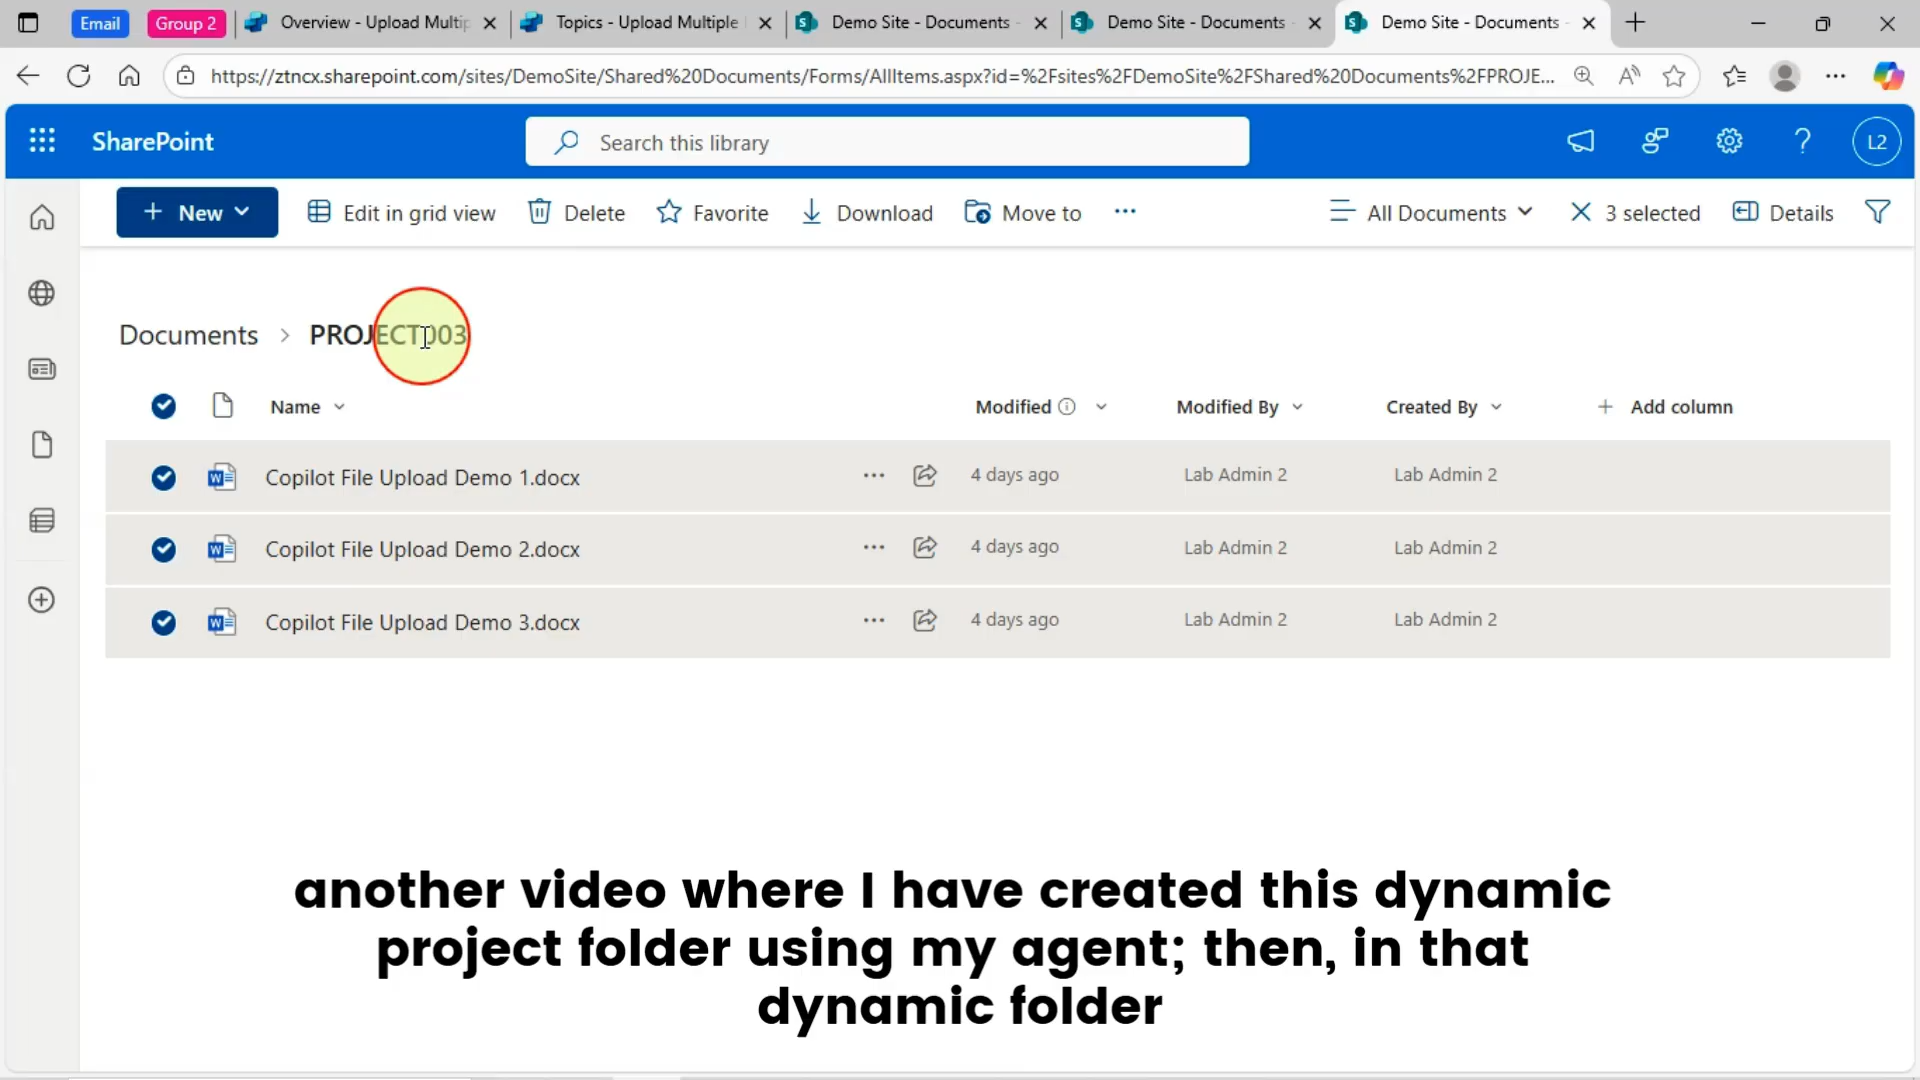 Email
Group 2
Overview - Upload Multip
Topics - Upload Multiple
Demo Site - Documents -
Demo Site - Documents -
Demo Site - Documents -
https://ztncx.sharepoint.com/sites/DemoSite/Shared%20Documents/Forms/AllItems.aspx?id=%2Fsites%2FDemoSite%2FShared%20Documents%2FPROJE...
SharePoint
Search this library
L2
New
Edit in grid view
Delete
Favorite
Download
Move to
All Documents
3 selected
Details
Documents > PROJECT003
Name
Modified
Modified By
Created By
Add column
Copilot File Upload Demo 1.docx
4 days ago
Lab Admin 2
Lab Admin 2
Copilot File Upload Demo 2.docx
4 days ago
Lab Admin 2
Lab Admin 2
Copilot File Upload Demo 3.docx
4 days ago
Lab Admin 2
Lab Admin 2
another video where I have created this dynamic
project folder using my agent; then, in that
dynamic folder